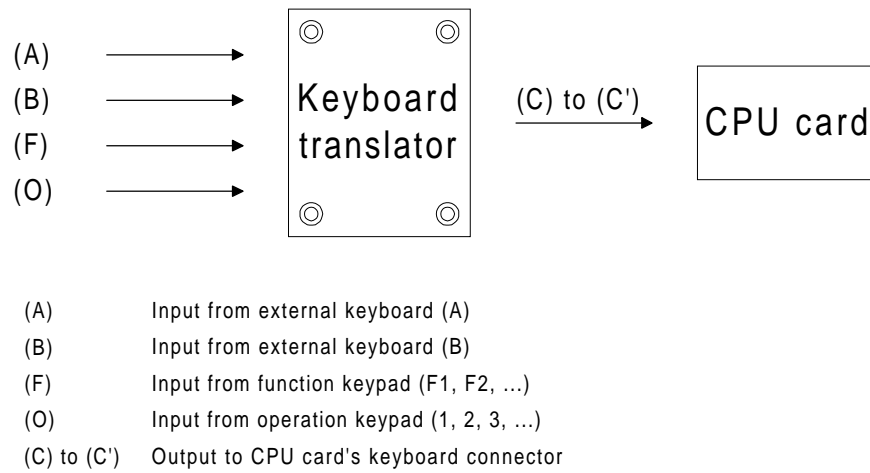 (A)
(B)
(F)
(O)
Keyboard
translator
(C) to (C')
CPU card
(A) Input from external keyboard (A)
(B) Input from external keyboard (B)
(F) Input from function keypad (F1, F2, ...)
(O) Input from operation keypad (1, 2, 3, ...)
(C) to (C') Output to CPU card's keyboard connector